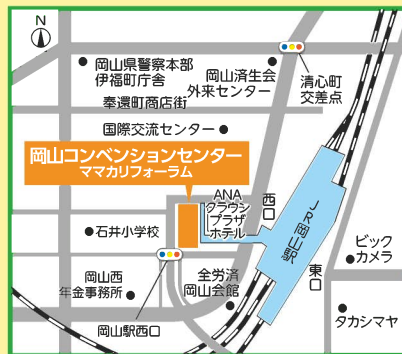 N
岡山県警察本部
伊福町庁舎
岡山済生会
外来センター
清心町
交差点
奉還町商店街
国際交流センター
岡山コンベンションセンター
ママカリフォーラム
ANA
クラウン
プラザ
ホテル
西口
JR岡山駅
東口
石井小学校
ビック
カメラ
岡山西
年金事務所
全労済
岡山会館
岡山駅西口
タカシマヤ